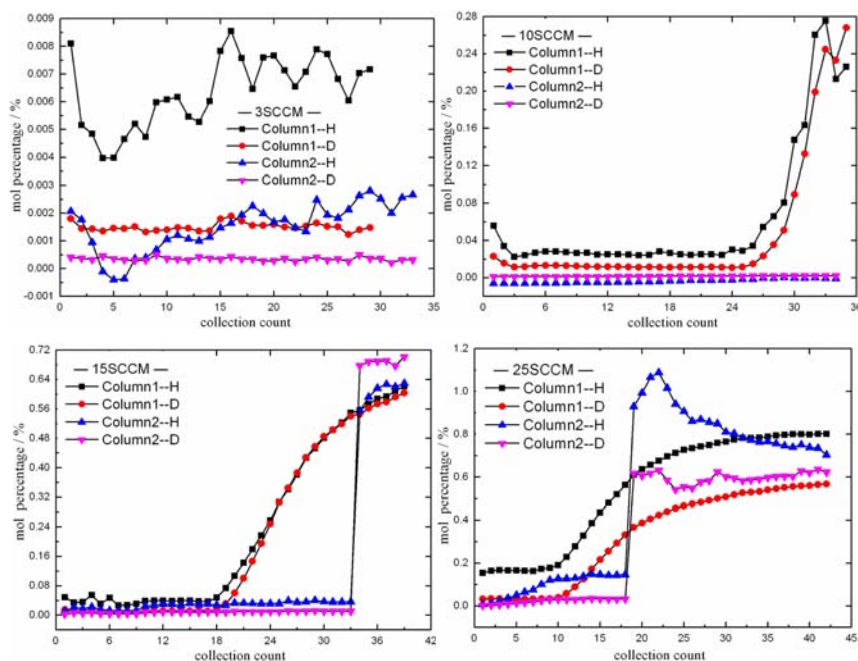 0.009
0.008
0.007
0.006
0.005
0.004
0.003
0.002
0.001
0.000
-0.001
mol percentage / %
— 3SCCM —
Column1--H
Column1--D
Column2--H
Column2--D
0 5 10 15 20 25 30 35
collection count
0.28
0.24
0.20
0.16
0.12
0.08
0.04
0.00
mol percentage / %
— 10SCCM —
Column1--H
Column1--D
Column2--H
Column2--D
0 6 12 18 24 30 36
collection count
0.72
0.64
0.56
0.48
0.40
0.32
0.24
0.16
0.08
0.00
mol percentage / %
— 15SCCM —
Column1--H
Column1--D
Column2--H
Column2--D
0 6 12 18 24 30 36 42
collection count
1.2
1.0
0.8
0.6
0.4
0.2
0.0
mol percentage / %
— 25SCCM —
Column1--H
Column1--D
Column2--H
Column2--D
0 5 10 15 20 25 30 35 40 45
collection count